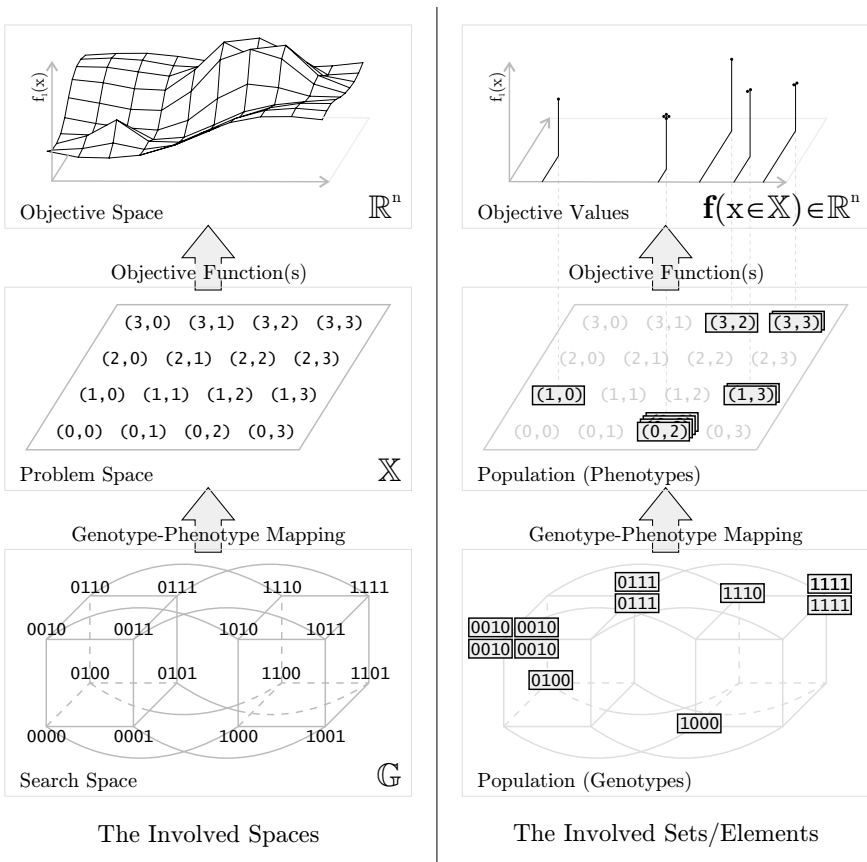 f₁(x)
Objective Space
ℝⁿ
Objective Function(s)
(3,0) (3,1) (3,2) (3,3)
(2,0) (2,1) (2,2) (2,3)
(1,0) (1,1) (1,2) (1,3)
(0,0) (0,1) (0,2) (0,3)
Problem Space
𝕏
Genotype-Phenotype Mapping
0110 0111 1110 1111
0010 0011 1010 1011
0100 0101 1100 1101
0000 0001 1000 1001
Search Space
𝔾
The Involved Spaces
f₁(x)
Objective Values
f(x∈𝕏)∈ℝⁿ
Objective Function(s)
(3,0) (3,1) (3,2) (3,3)
(2,0) (2,1) (2,2) (2,3)
(1,0) (1,1) (1,2) (1,3)
(0,0) (0,1) (0,2) (0,3)
Population (Phenotypes)
Genotype-Phenotype Mapping
0111 1111
1110
0111 1111
0010 0010
0010 0010
0100
1000
Population (Genotypes)
The Involved Sets/Elements